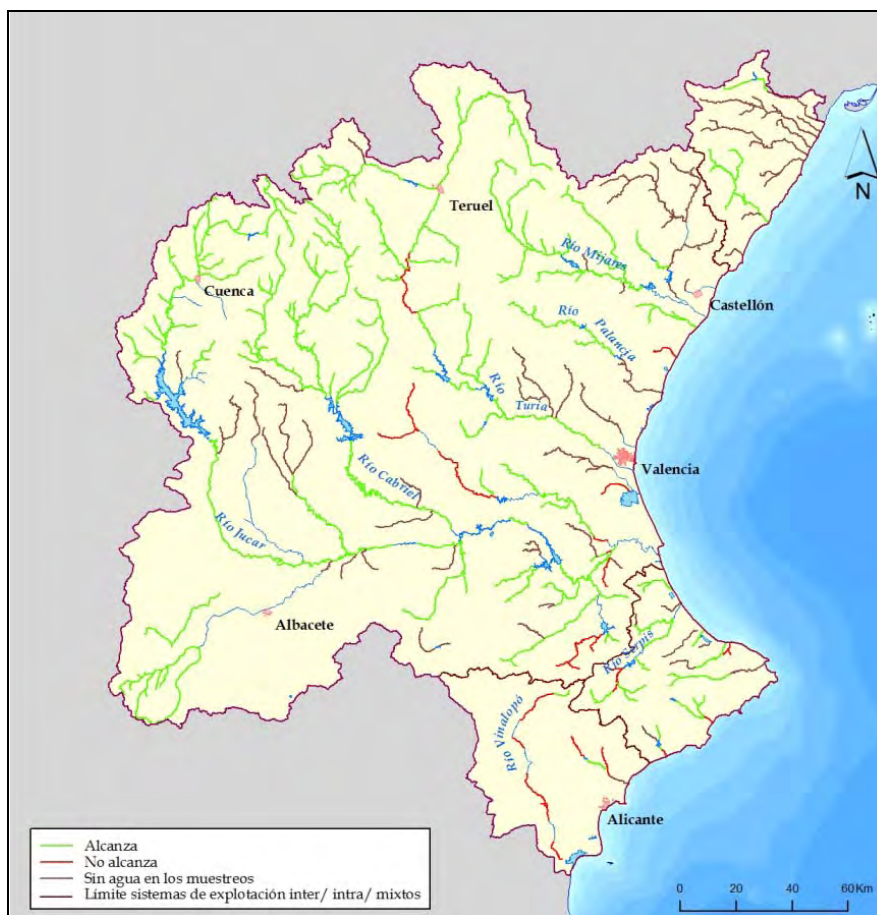 N
Teruel
Río Mijares
Cuenca
Castellón
Río
Palancia
Río
Turia
Valencia
Río Cabriel
Río Jucar
Albacete
Río Serpis
Río Vinalopó
Alicante
Alcanza
No alcanza
Sin agua en los muestreos
Límite sistemas de explotación inter/ intra/ mixtos
0 20 40 60 Km